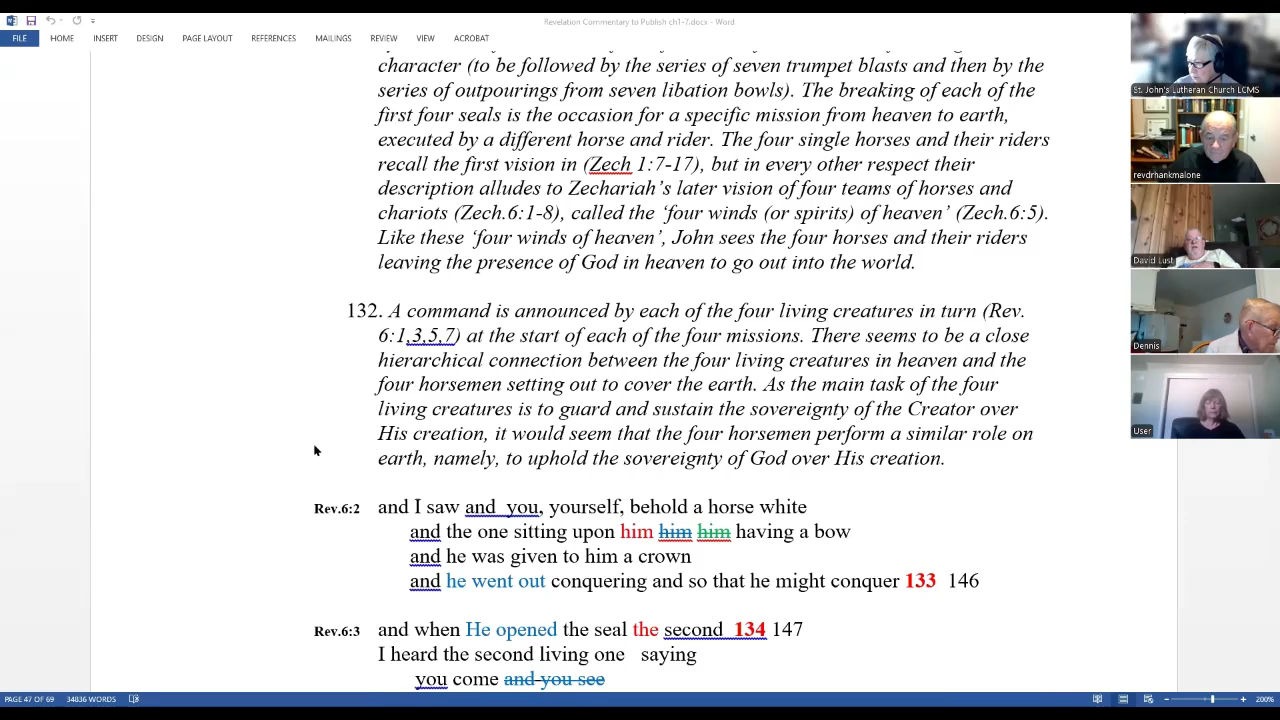 Revelation Commentary to Publish ch1-7.docx - Word
FILE HOME INSERT DESIGN PAGE LAYOUT REFERENCES MAILINGS REVIEW VIEW ACROBAT
character (to be followed by the series of seven trumpet blasts and then by the
series of outpourings from seven libation bowls). The breaking of each of the
first four seals is the occasion for a specific mission from heaven to earth,
executed by a different horse and rider. The four single horses and their riders
recall the first vision in (Zech 1:7-17), but in every other respect their
description alludes to Zechariah's later vision of four teams of horses and
chariots (Zech.6:1-8), called the 'four winds (or spirits) of heaven' (Zech.6:5).
Like these 'four winds of heaven', John sees the four horses and their riders
leaving the presence of God in heaven to go out into the world.
132. A command is announced by each of the four living creatures in turn (Rev.
6:1,3,5,7) at the start of each of the four missions. There seems to be a close
hierarchical connection between the four living creatures in heaven and the
four horsemen setting out to cover the earth. As the main task of the four
living creatures is to guard and sustain the sovereignty of the Creator over
His creation, it would seem that the four horsemen perform a similar role on
earth, namely, to uphold the sovereignty of God over His creation.
Rev.6:2 and I saw and you, yourself, behold a horse white
and the one sitting upon him him him having a bow
and he was given to him a crown
and he went out conquering and so that he might conquer 133 146
Rev.6:3 and when He opened the seal the second 134 147
I heard the second living one saying
you come and you see
PAGE 47 OF 69 34836 WORDS
200%
St. John's Lutheran Church LCMS
revdrhankmalone
David Lust
Dennis
User